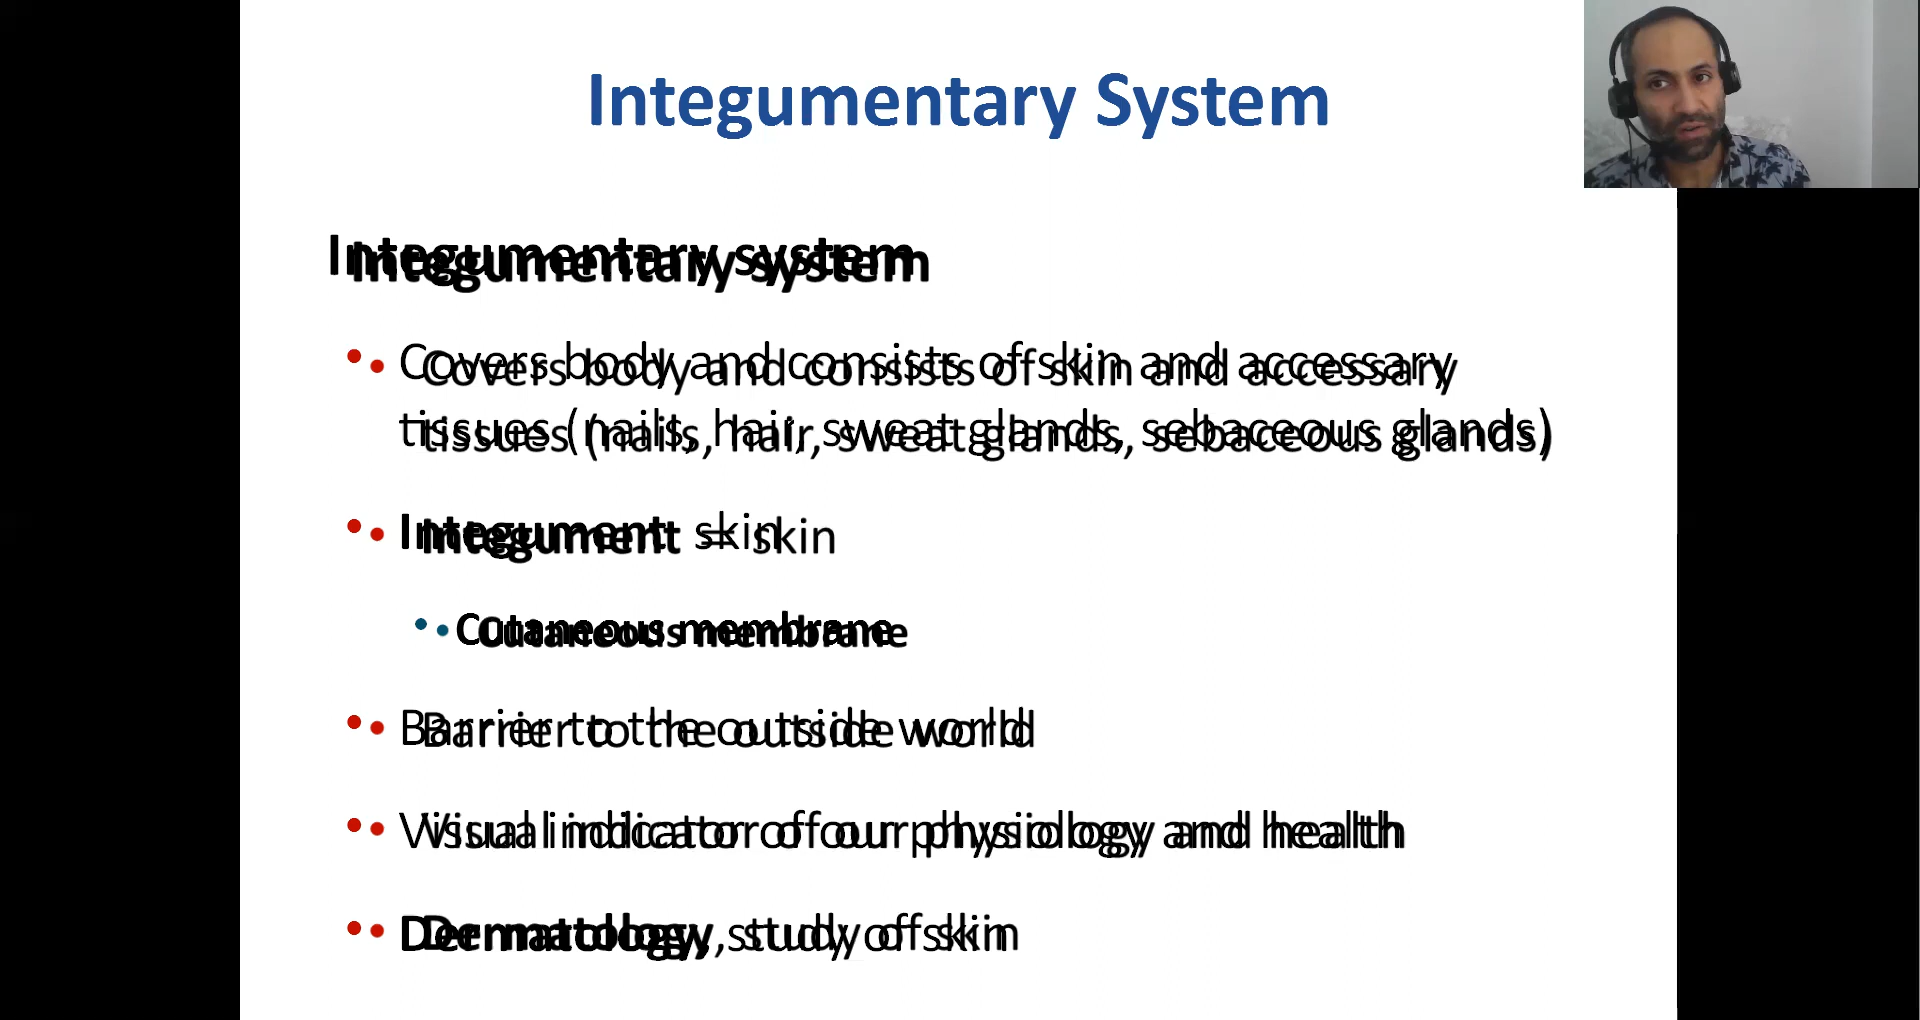 Integumentary System
Integumentary system
• Covers body and consists of skin and accessary
tissues (nails, hair, sweat glands, sebaceous glands)
• Integument = skin
• Cutaneous membrane
• Barrier to the outside world
• Visual indicator of our physiology and health
• Dermatology, study of skin